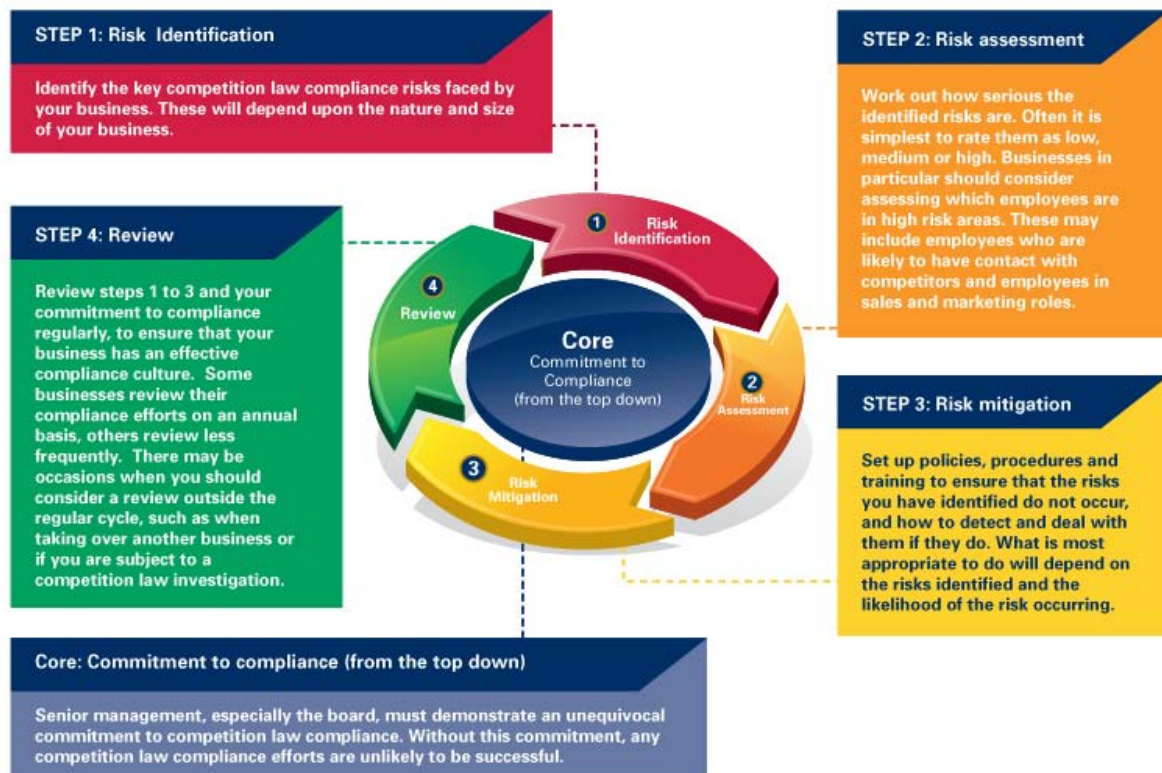 STEP 1: Risk Identification
Identify the key competition law compliance risks faced by
your business. These will depend upon the nature and size
of your business.
STEP 2: Risk assessment
Work out how serious the
identified risks are. Often it is
simplest to rate them as low,
medium or high. Businesses in
particular should consider
assessing which employees are
in high risk areas. These may
include employees who are
likely to have contact with
competitors and employees in
sales and marketing roles.
STEP 3: Risk mitigation
Set up policies, procedures and
training to ensure that the risks
you have identified do not occur,
and how to detect and deal with
them if they do. What is most
appropriate to do will depend on
the risks identified and the
likelihood of the risk occurring.
STEP 4: Review
Review steps 1 to 3 and your
commitment to compliance
regularly, to ensure that your
business has an effective
compliance culture. Some
businesses review their
compliance efforts on an annual
basis, others review less
frequently. There may be
occasions when you should
consider a review outside the
regular cycle, such as when
taking over another business or
if you are subject to a
competition law investigation.
1
Risk
Identification
2
Risk
Assessment
3
Risk
Mitigation
4
Review
Core
Commitment to
Compliance
(from the top down)
Core: Commitment to compliance (from the top down)
Senior management, especially the board, must demonstrate an unequivocal
commitment to competition law compliance. Without this commitment, any
competition law compliance efforts are unlikely to be successful.